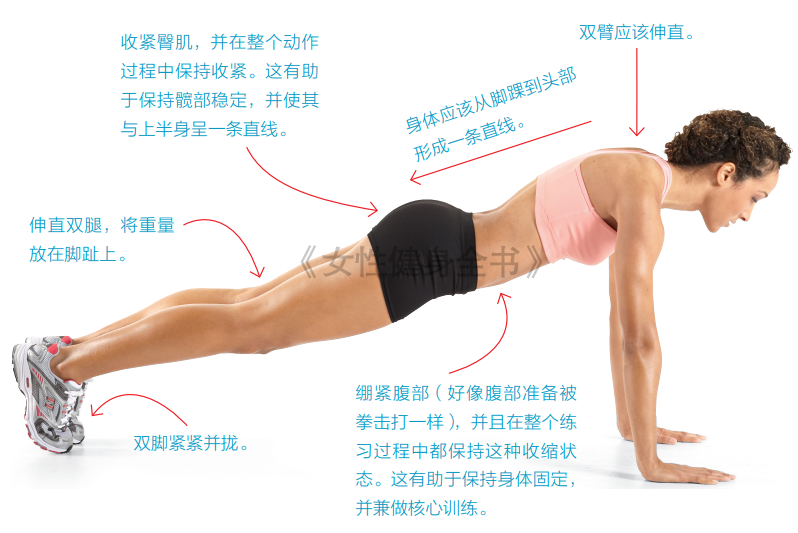 双臂应该伸直。
收紧臀肌，并在整个动作
过程中保持收紧。这有助
于保持髋部稳定，并使其
与上半身呈一条直线。
身体应该从脚踝到头部
形成一条直线。
伸直双腿，将重量
放在脚趾上。
《女性健身全书》
绷紧腹部（好像腹部准备被
拳击打一样），并且在整个练
习过程中都保持这种收缩状
态。这有助于保持身体固定，
并兼做核心训练。
双脚紧紧并拢。